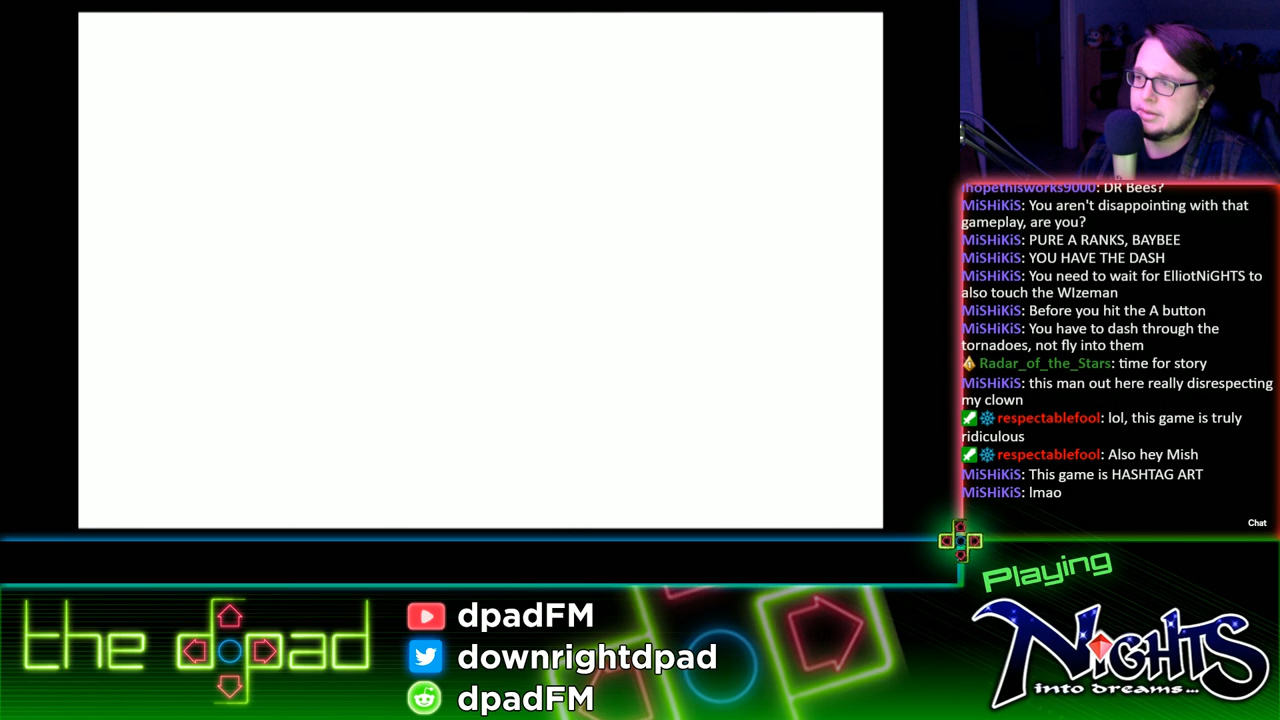 ihopethisworks9000: DR Bees?
MiSHiKiS: You aren't disappointing with that
gameplay, are you?
MiSHiKiS: PURE A RANKS, BAYBEE
MiSHiKiS: YOU HAVE THE DASH
MiSHiKiS: You need to wait for ElliotNiGHTS to
also touch the WIzeman
MiSHiKiS: Before you hit the A button
MiSHiKiS: You have to dash through the
tornadoes, not fly into them
Radar_of_the_Stars: time for story
MiSHiKiS: this man out here really disrespecting
my clown
respectablefool: lol, this game is truly
ridiculous
respectablefool: Also hey Mish
MiSHiKiS: This game is HASHTAG ART
MiSHiKiS: lmao
Chat
Playing
NiGHTS
into dreams...
the dpad
dpadFM
downrightdpad
dpadFM